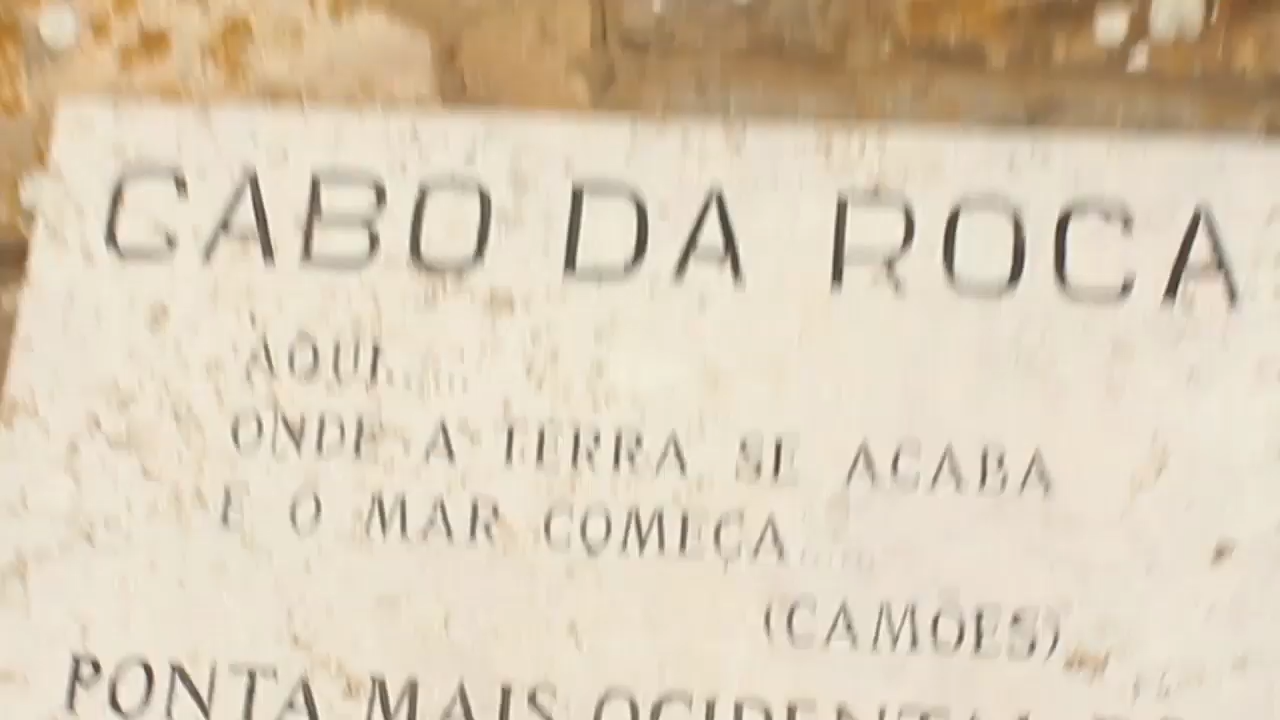 CABO DA ROCA
AQUI.....
ONDE A TERRA SE ACABA
E O MAR COMEÇA.....
(CAMÕES)
PONTA MAIS OCIDENTAL